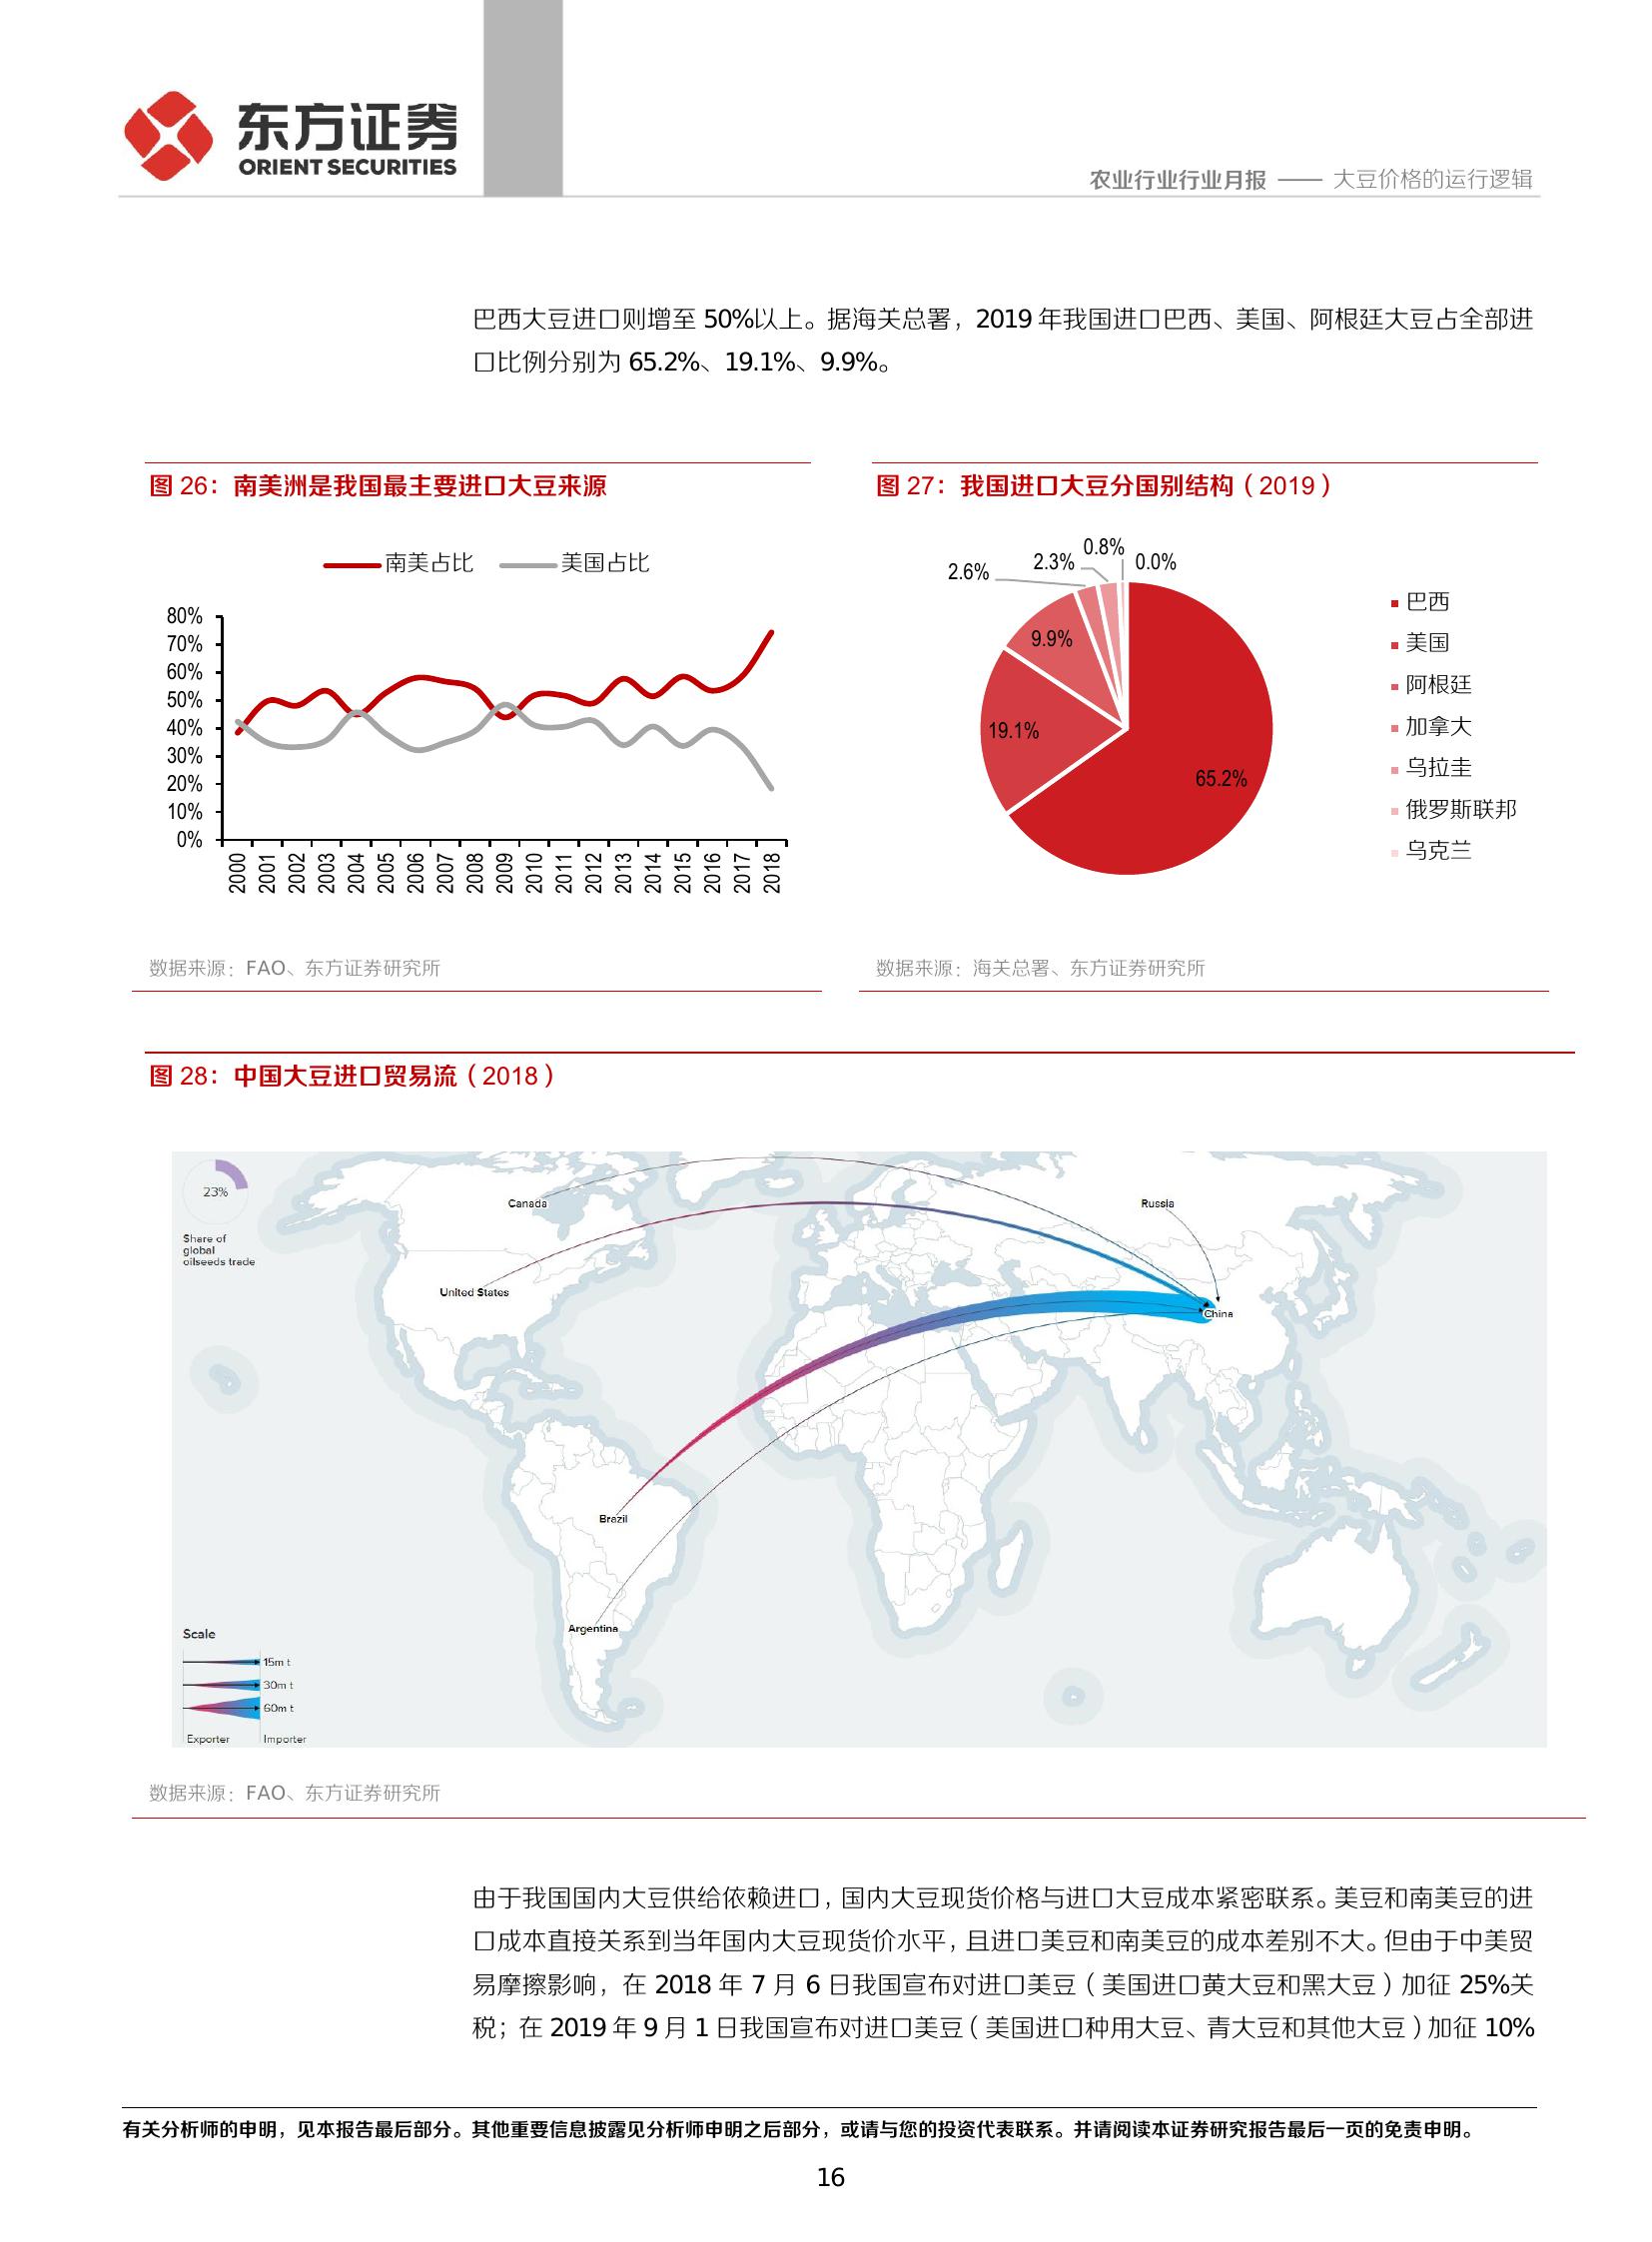 东方证券
ORIENT SECURITIES
农业行业行业月报 —— 大豆价格的运行逻辑
巴西大豆进口则增至 50%以上。据海关总署，2019 年我国进口巴西、美国、阿根廷大豆占全部进
口比例分别为 65.2%、19.1%、9.9%。
图 26：南美洲是我国最主要进口大豆来源
南美占比 美国占比
80%
70%
60%
50%
40%
30%
20%
10%
0%
2000 2001 2002 2003 2004 2005 2006 2007 2008 2009 2010 2011 2012 2013 2014 2015 2016 2017 2018
数据来源：FAO、东方证券研究所
图 27：我国进口大豆分国别结构（2019）
2.6% 2.3% 0.8% 0.0%
9.9%
19.1%
65.2%
巴西
美国
阿根廷
加拿大
乌拉圭
俄罗斯联邦
乌克兰
数据来源：海关总署、东方证券研究所
图 28：中国大豆进口贸易流（2018）
23%
Share of
global
oilseeds trade
Canada
Russia
United States
China
Brazil
Argentina
Scale
15m t
30m t
60m t
Exporter Importer
数据来源：FAO、东方证券研究所
由于我国国内大豆供给依赖进口，国内大豆现货价格与进口大豆成本紧密联系。美豆和南美豆的进
口成本直接关系到当年国内大豆现货价水平，且进口美豆和南美豆的成本差别不大。但由于中美贸
易摩擦影响，在 2018 年 7 月 6 日我国宣布对进口美豆（美国进口黄大豆和黑大豆）加征 25%关
税；在 2019 年 9 月 1 日我国宣布对进口美豆（美国进口种用大豆、青大豆和其他大豆）加征 10%
有关分析师的申明，见本报告最后部分。其他重要信息披露见分析师申明之后部分，或请与您的投资代表联系。并请阅读本证券研究报告最后一页的免责申明。
16